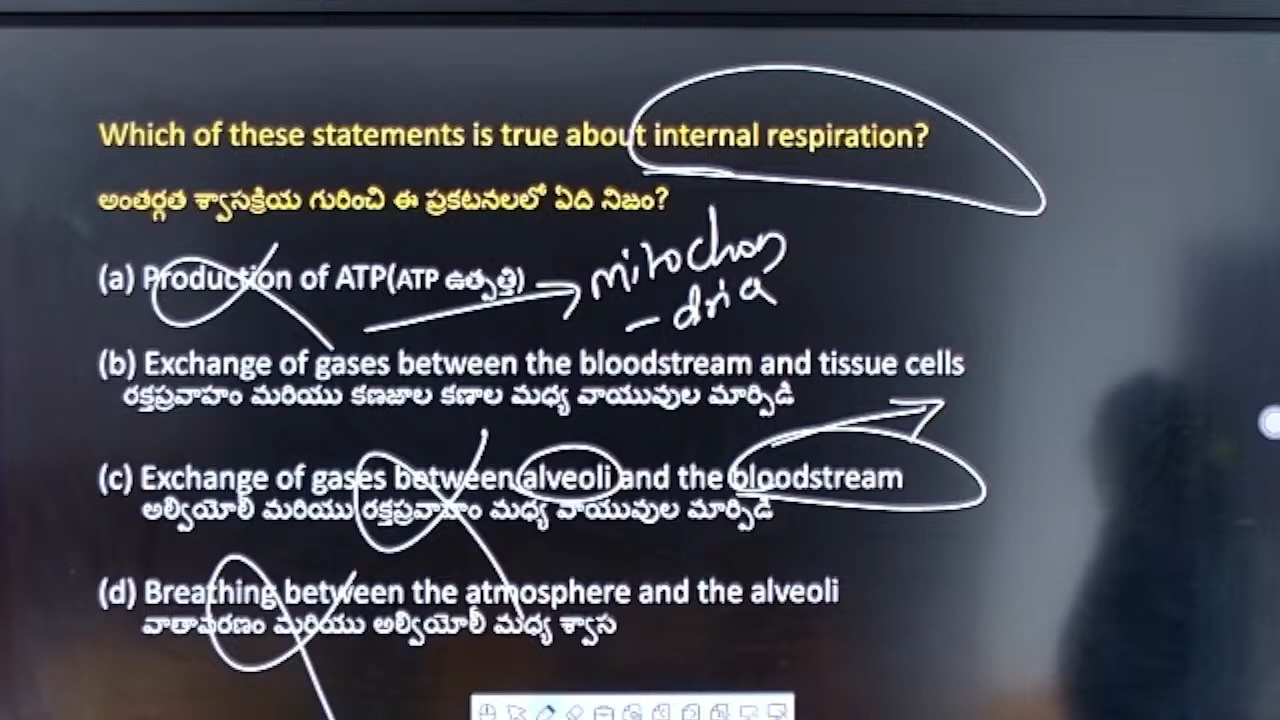 Which of these statements is true about internal respiration?
అంతర్గత శ్వాసక్రియ గురించి ఈ ప్రకటనలలో ఏది నిజం?
(a) Production of ATP(ATP ఉత్పత్తి)
mitochon
-dria
(b) Exchange of gases between the bloodstream and tissue cells
రక్తప్రవాహం మరియు కణజాల కణాల మధ్య వాయువుల మార్పిడి
(c) Exchange of gases between alveoli and the bloodstream
అల్వియోలీ మరియు రక్తప్రవాహం మధ్య వాయువుల మార్పిడి
(d) Breathing between the atmosphere and the alveoli
వాతావరణం మరియు అల్వియోలీ మధ్య శ్వాస